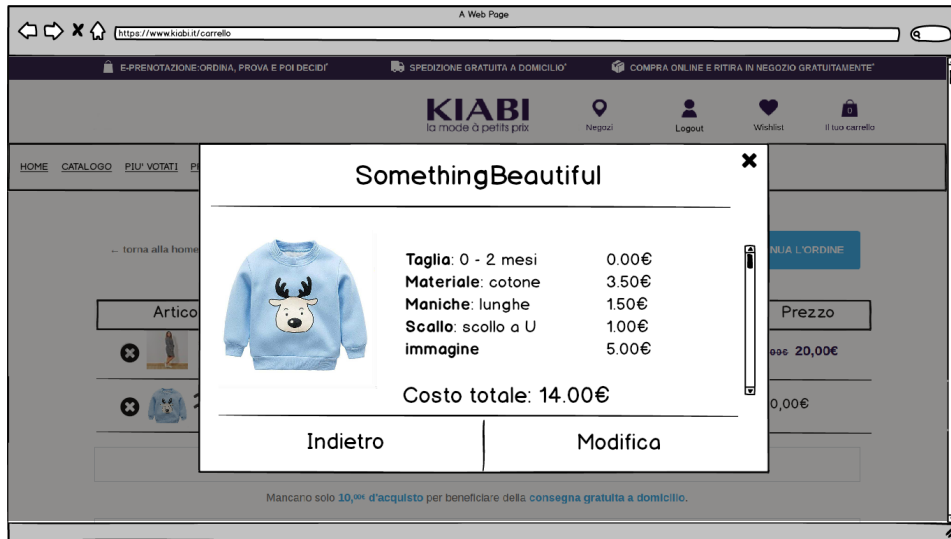 A Web Page
https://www.kiabi.it/carrello
E-PRENOTAZIONE:ORDINA, PROVA E POI DECIDI*
SPEDIZIONE GRATUITA A DOMICILIO*
COMPRA ONLINE E RITIRA IN NEGOZIO GRATUITAMENTE*
KIABI
la mode à petits prix
Negozi
Logout
Wishlist
0
Il tuo carrello
HOME CATALOGO PIU' VOTATI
SomethingBeautiful
← torna alla home
NUA L'ORDINE
Taglia: 0 - 2 mesi 0.00€
Materiale: cotone 3.50€
Maniche: lunghe 1.50€
Scallo: scollo a U 1.00€
immagine 5.00€
Costo totale: 14.00€
Artico
Prezzo
20,00€
0,00€
Indietro
Modifica
Mancano solo 10,00€ d'acquisto per beneficiare della consegna gratuita a domicilio.